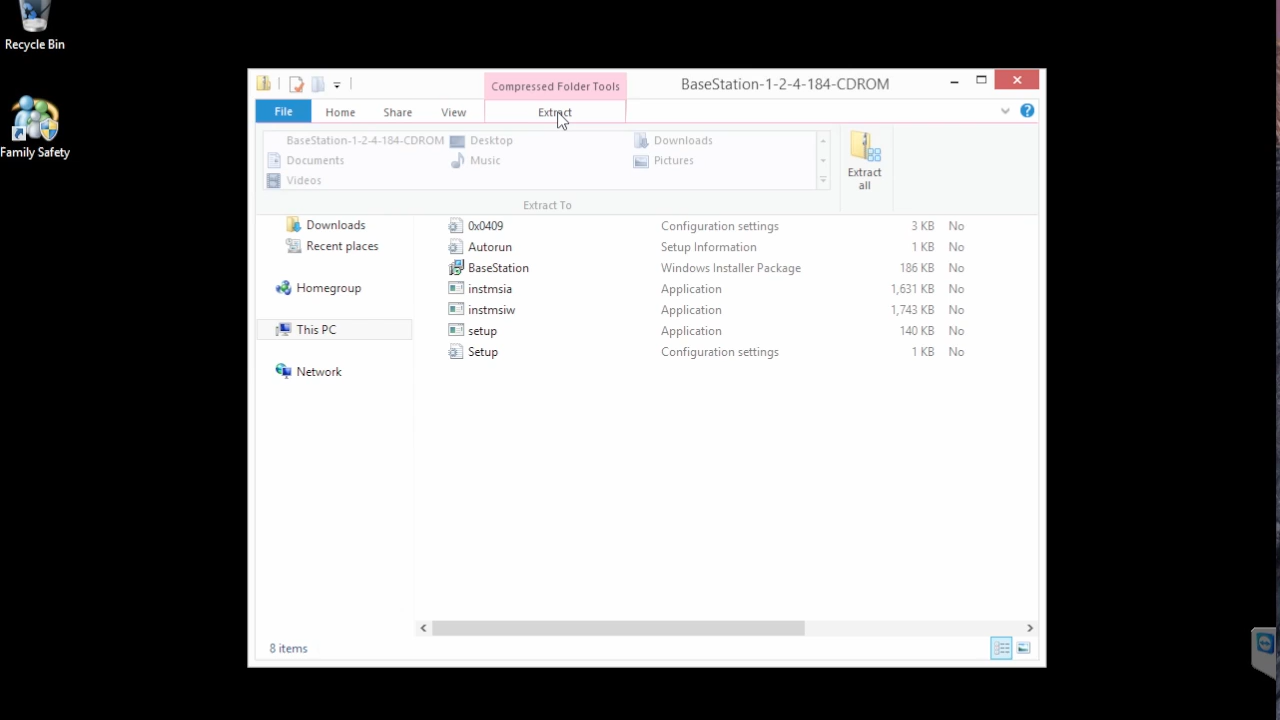 Recycle Bin
Family Safety
Compressed Folder Tools
BaseStation-1-2-4-184-CDROM
File Home Share View Extract
BaseStation-1-2-4-184-CDROM Desktop Downloads
Documents Music Pictures
Videos
Extract all
Extract To
Downloads
Recent places
Homegroup
This PC
Network
0x0409 Configuration settings 3 KB No
Autorun Setup Information 1 KB No
BaseStation Windows Installer Package 186 KB No
instmsia Application 1,631 KB No
instmsiw Application 1,743 KB No
setup Application 140 KB No
Setup Configuration settings 1 KB No
8 items